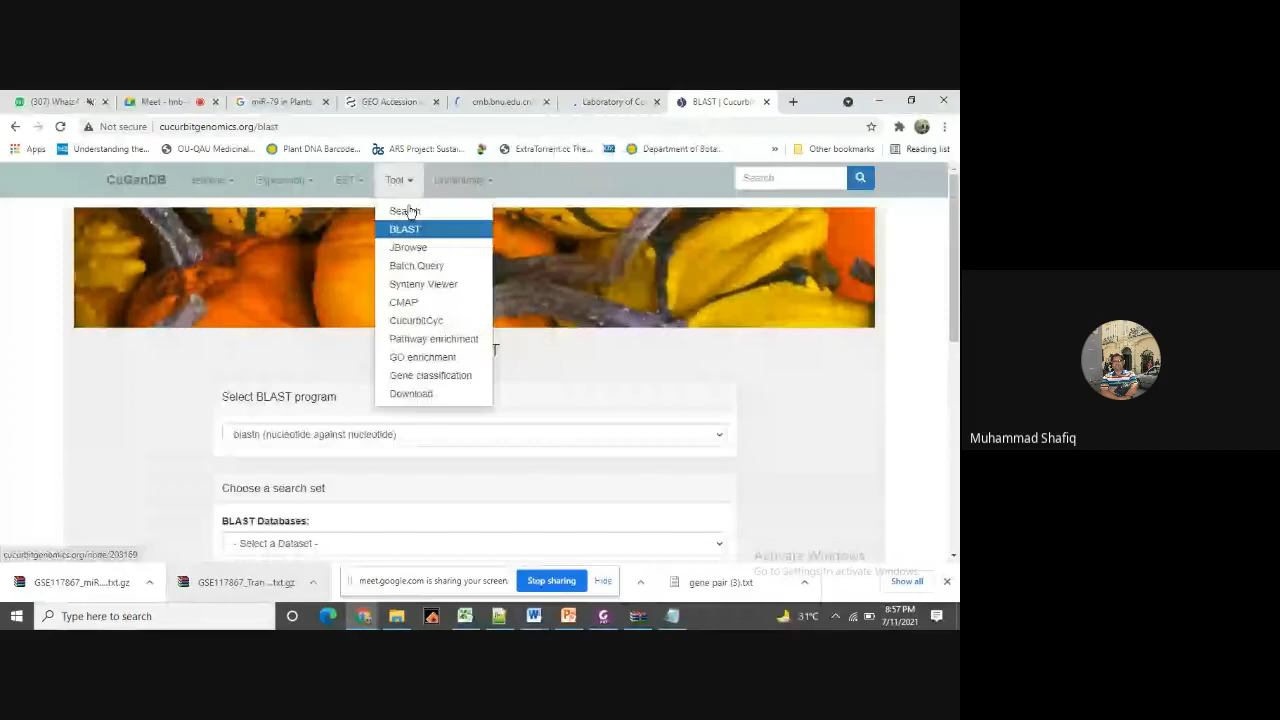 (307) Whats
Meet - hnb-
miR-79 in Plants
GEO Accession
cmb.bnu.edu.cn
Laboratory of Co
BLAST | Cucurbit
Not secure | cucurbitgenomics.org/blast
Apps
Understanding the...
OU-QAU Medicinal...
Plant DNA Barcode...
ARS Project: Sustai...
ExtraTorrent.cc The...
Department of Bota...
»
Other bookmarks
Reading list
CuGenDB
Expression
EST
Tool
Search
Search
BLAST
JBrowse
Batch Query
Synteny Viewer
CMAP
CucurbitCyc
Pathway enrichment
GO enrichment
Gene classification
Download
T
Select BLAST program
blastn (nucleotide against nucleotide)
Choose a search set
BLAST Databases:
- Select a Dataset -
cucurbitgenomics.org/node/203169
Activate Windows
Go to Settings to activate Windows.
GSE117867_miR....txt.gz
GSE117867_Tran....txt.gz
meet.google.com is sharing your screen.
Stop sharing
Hide
gene pair (3).txt
Show all
Type here to search
31°C
8:57 PM
7/11/2021
Muhammad Shafiq